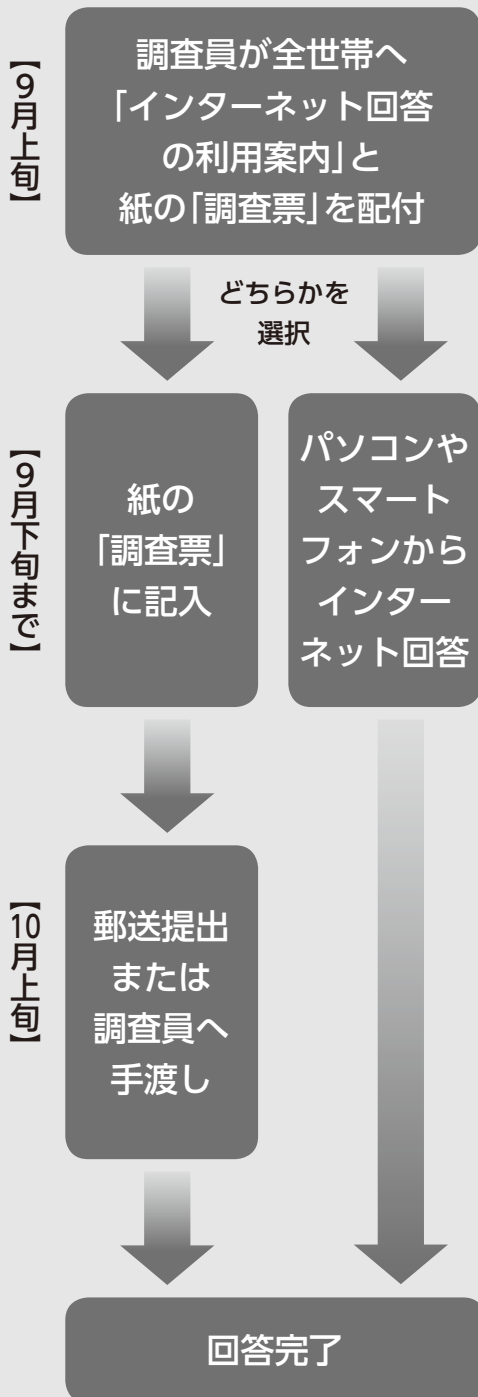 【9月上旬】
調査員が全世帯へ
「インターネット回答
の利用案内」と
紙の「調査票」を配付
どちらかを
選択
【9月下旬まで】
紙の
「調査票」
に記入
パソコンや
スマート
フォンから
インター
ネット回答
【10月上旬】
郵送提出
または
調査員へ
手渡し
回答完了